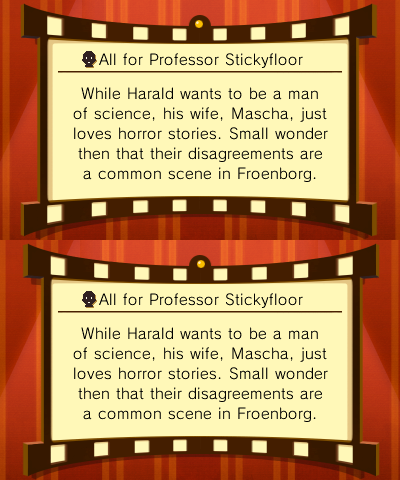 All for Professor Stickyfloor
While Harald wants to be a man
of science, his wife, Mascha, just
loves horror stories. Small wonder
then that their disagreements are
a common scene in Froenborg.
All for Professor Stickyfloor
While Harald wants to be a man
of science, his wife, Mascha, just
loves horror stories. Small wonder
then that their disagreements are
a common scene in Froenborg.